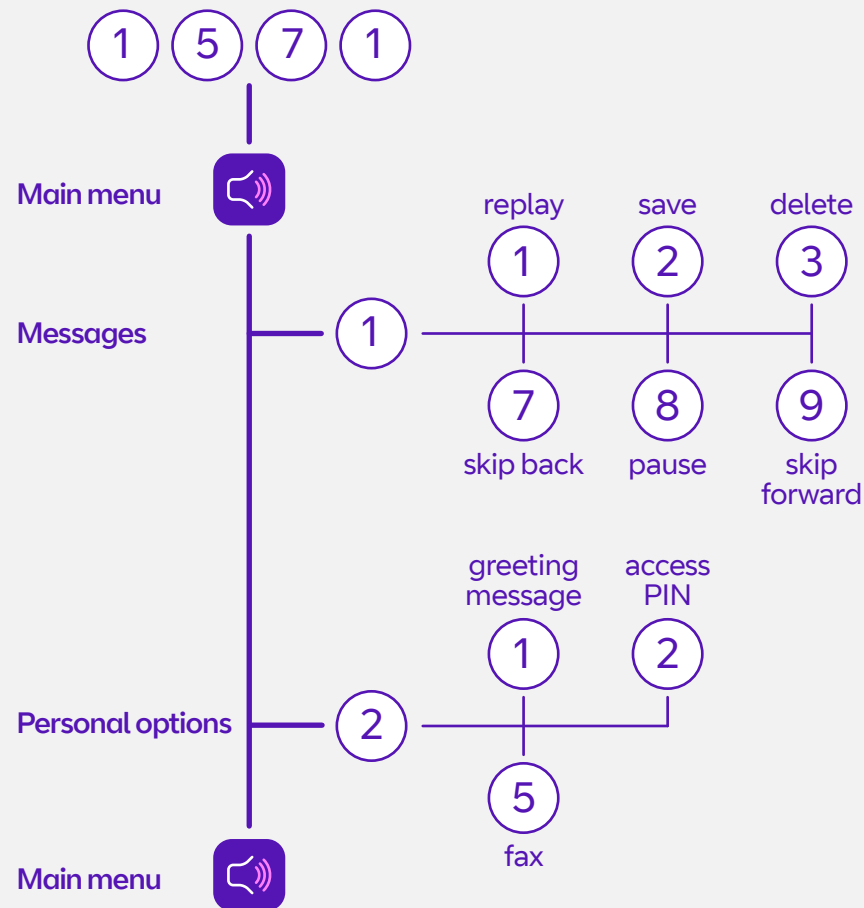 1 5 7 1
Main menu
replay save delete
1 2 3
Messages 1
7 8 9
skip back pause skip
forward
greeting access
message PIN
1 2
Personal options 2
5
fax
Main menu